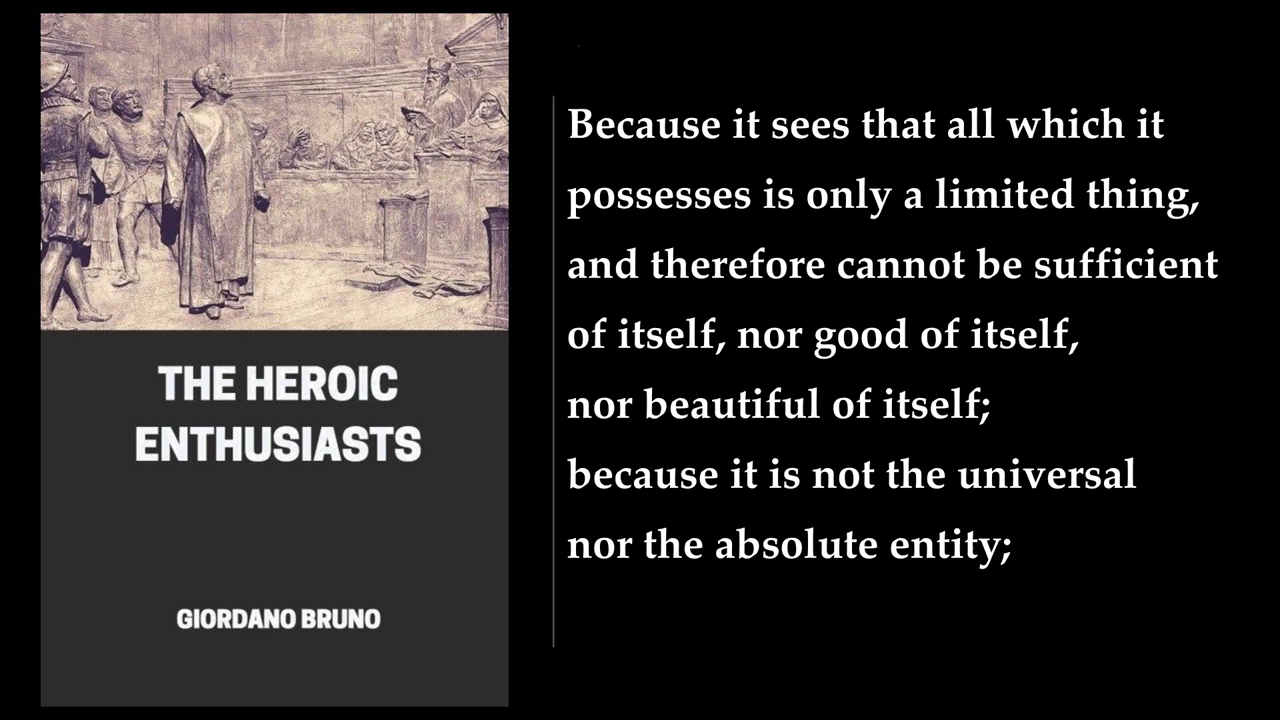 THE HEROIC
ENTHUSIASTS
GIORDANO BRUNO
Because it sees that all which it
possesses is only a limited thing,
and therefore cannot be sufficient
of itself, nor good of itself,
nor beautiful of itself;
because it is not the universal
nor the absolute entity;